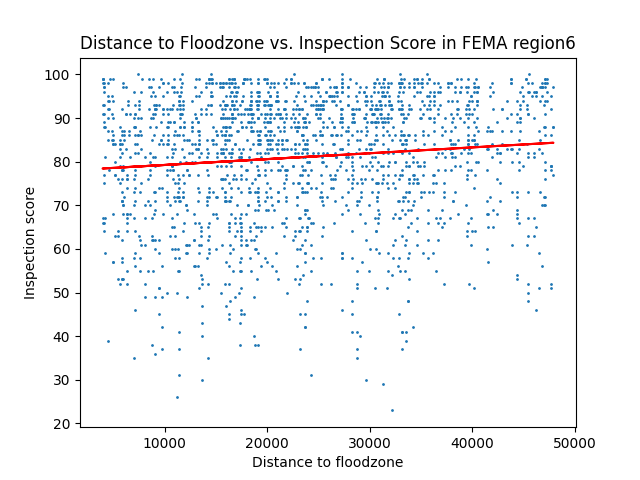 Distance to Floodzone vs. Inspection Score in FEMA region6
100
90
80
70
60
50
40
30
20
Inspection score
10000 20000 30000 40000 50000
Distance to floodzone